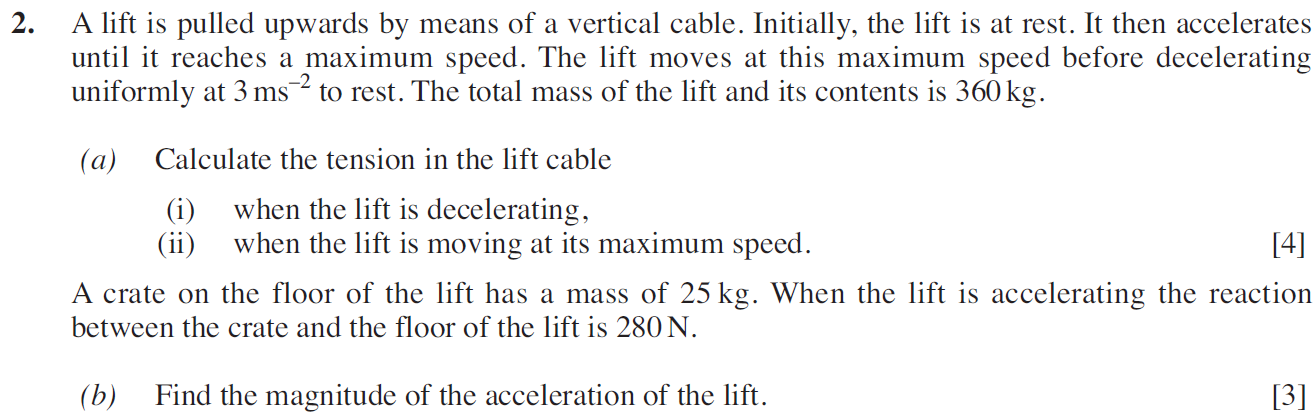 2. A lift is pulled upwards by means of a vertical cable. Initially, the lift is at rest. It then accelerates
until it reaches a maximum speed. The lift moves at this maximum speed before decelerating
uniformly at 3 ms⁻² to rest. The total mass of the lift and its contents is 360 kg.
(a) Calculate the tension in the lift cable
(i) when the lift is decelerating,
(ii) when the lift is moving at its maximum speed. [4]
A crate on the floor of the lift has a mass of 25 kg. When the lift is accelerating the reaction
between the crate and the floor of the lift is 280 N.
(b) Find the magnitude of the acceleration of the lift. [3]